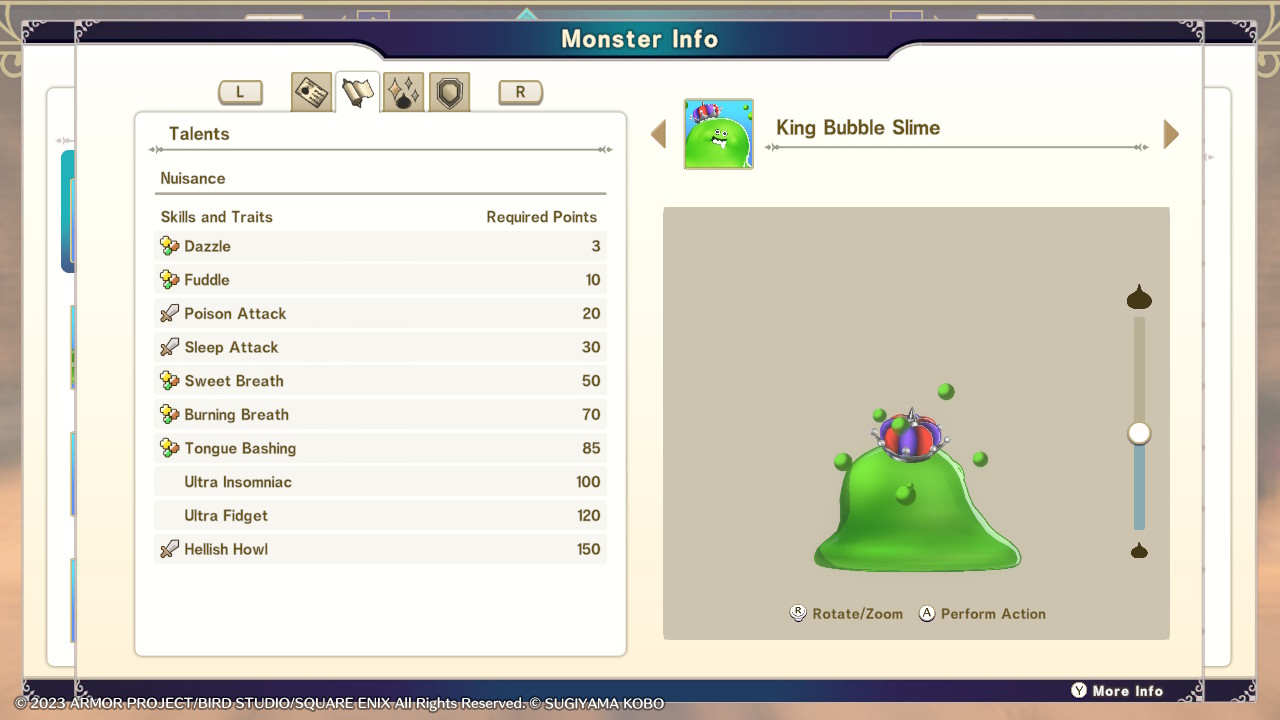 Monster Info
L
R
Talents
Nuisance
Skills and Traits Required Points
Dazzle 3
Fuddle 10
Poison Attack 20
Sleep Attack 30
Sweet Breath 50
Burning Breath 70
Tongue Bashing 85
Ultra Insomniac 100
Ultra Fidget 120
Hellish Howl 150
King Bubble Slime
R Rotate/Zoom A Perform Action
Y More Info
© 2023 ARMOR PROJECT/BIRD STUDIO/SQUARE ENIX All Rights Reserved. © SUGIYAMA KOBO